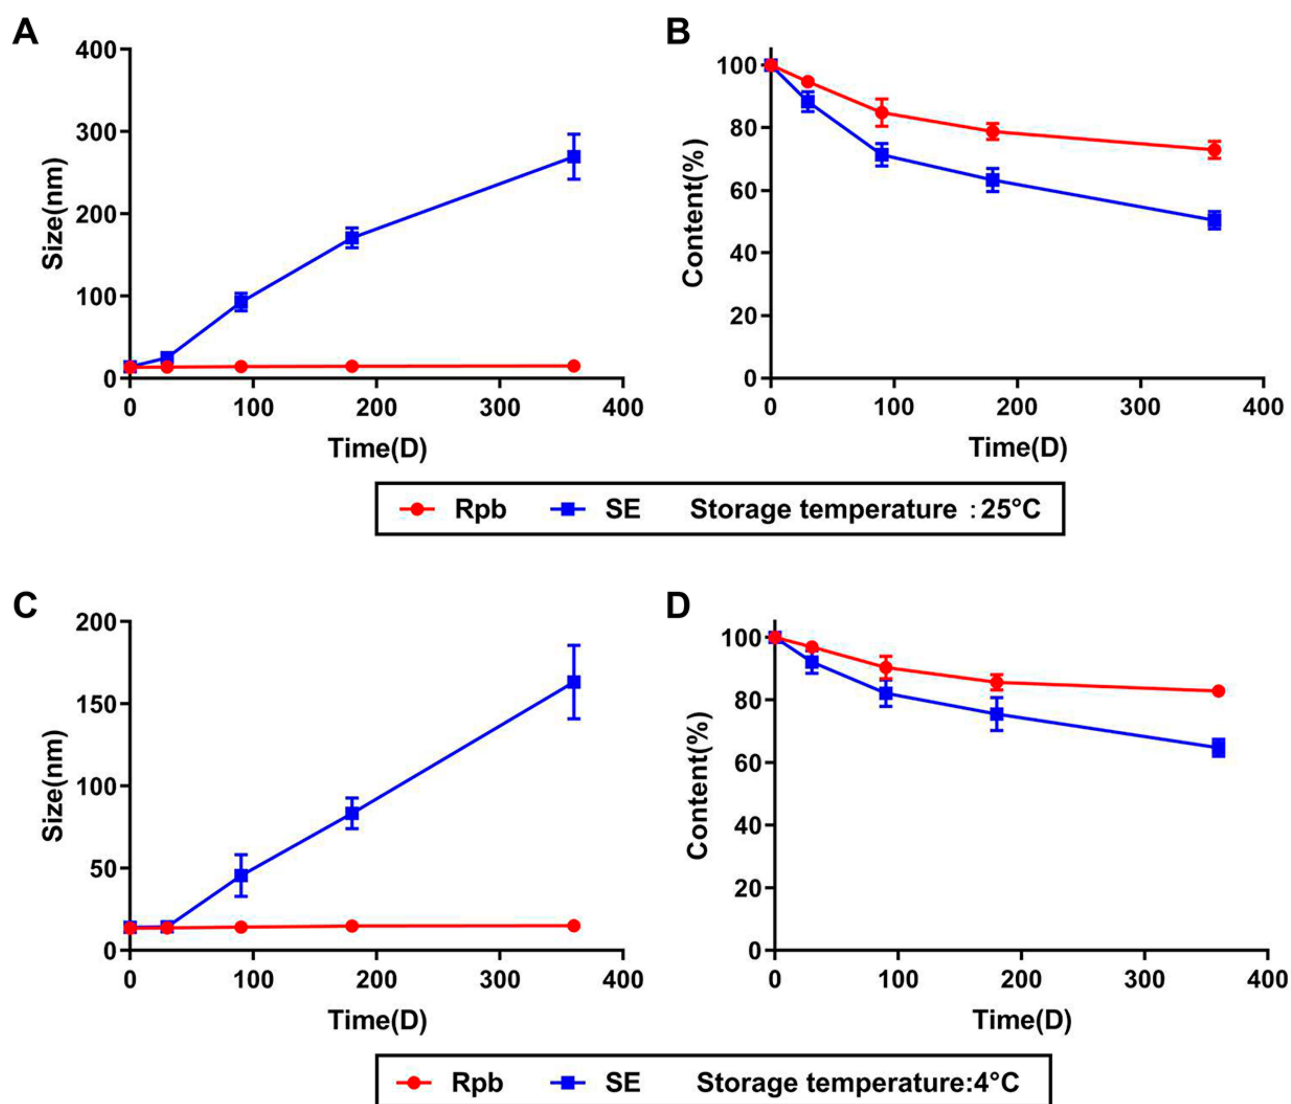 A
400
300
200
100
0
Size(nm)
0 100 200 300 400
Time(D)
B
100
80
60
40
20
0
Content(%)
0 100 200 300 400
Time(D)
Rpb SE Storage temperature : 25°C
C
200
150
100
50
0
Size(nm)
0 100 200 300 400
Time(D)
D
100
80
60
40
20
0
Content(%)
0 100 200 300 400
Time(D)
Rpb SE Storage temperature:4°C